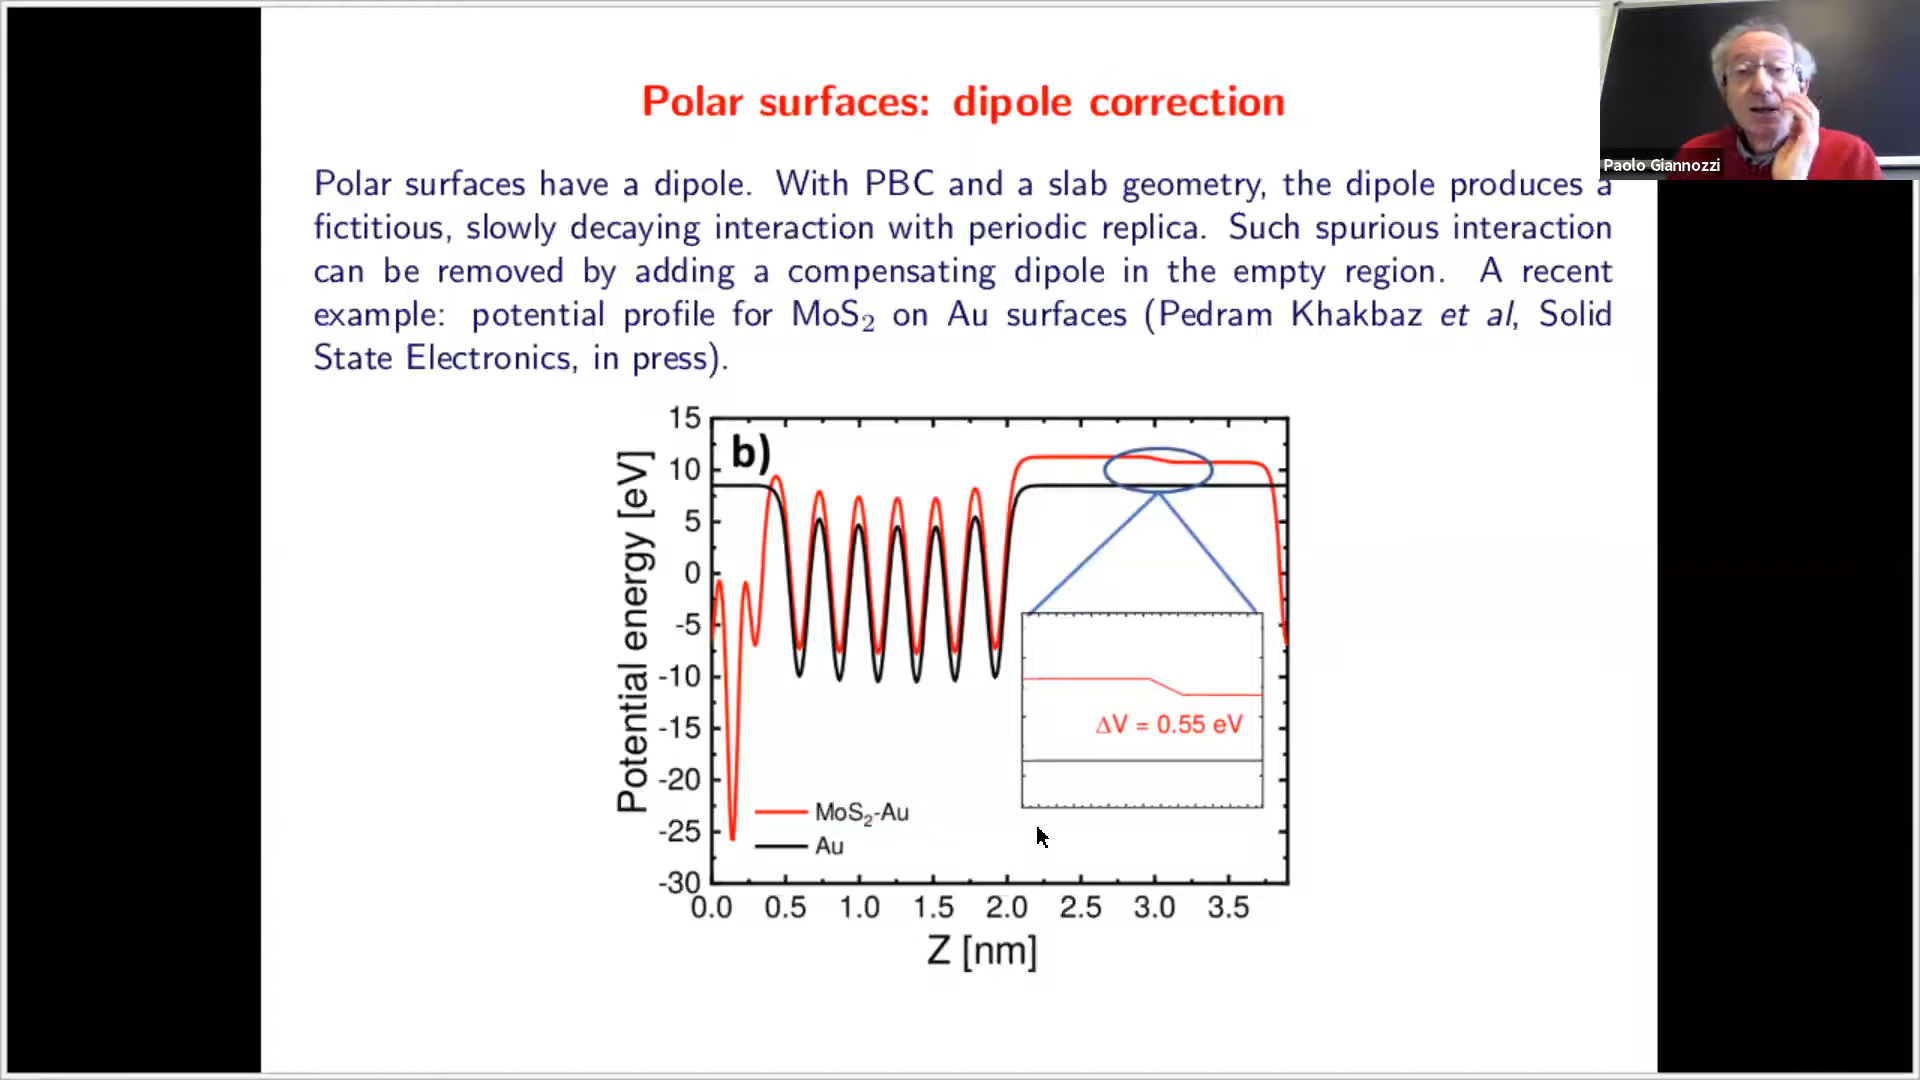 Polar surfaces: dipole correction
Paolo Giannozzi
Polar surfaces have a dipole. With PBC and a slab geometry, the dipole produces a
fictitious, slowly decaying interaction with periodic replica. Such spurious interaction
can be removed by adding a compensating dipole in the empty region. A recent
example: potential profile for MoS₂ on Au surfaces (Pedram Khakbaz et al, Solid
State Electronics, in press).
b)
Potential energy [eV]
15
10
5
0
-5
-10
-15
-20
-25
-30
ΔV = 0.55 eV
MoS₂-Au
Au
0.0 0.5 1.0 1.5 2.0 2.5 3.0 3.5
Z [nm]